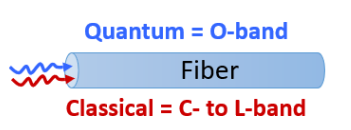 Quantum = O-band
Fiber
Classical = C- to L-band